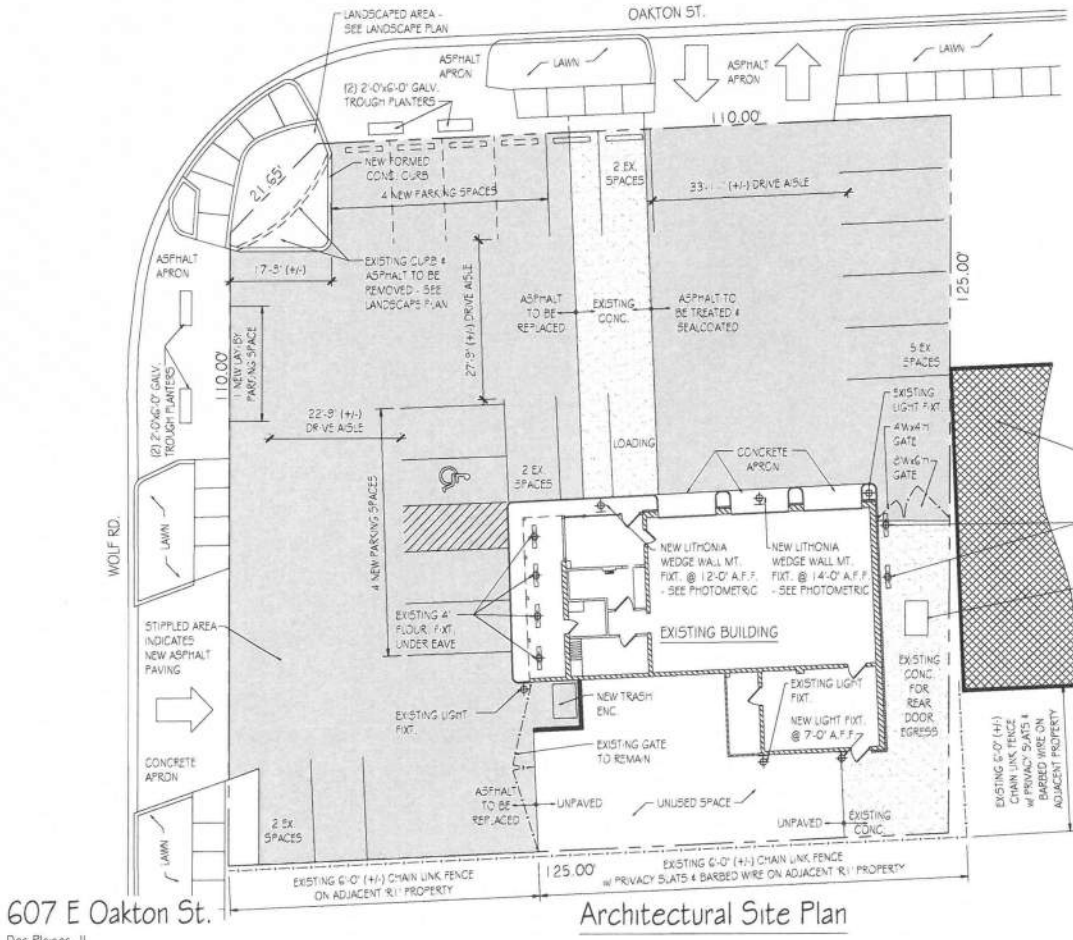 OAKTON ST.
LANDSCAPED AREA -
SEE LANDSCAPE PLAN
ASPHALT
APRON
LAWN
ASPHALT
APRON
LAWN
(2) 2'-0"x6'-0" GALV.
TROUGH PLANTERS
110.00'
21.65'
NEW FORMED
CONC. CURB
4 NEW PARKING SPACES
2 EX.
SPACES
(+/-) DRIVE AISLE
ASPHALT
APRON
17'-3" (+/-)
EXISTING CURB &
ASPHALT TO BE
REMOVED - SEE
LANDSCAPE PLAN
27'-9" (+/-) DRIVE AISLE
ASPHALT
TO BE
REPLACED
EXISTING
CONC.
ASPHALT TO
BE TREATED &
SEALCOATED
125.00'
(2) 2'-0"x6'-0" GALV.
TROUGH PLANTERS
110.00'
1 NEW LAY-BY
PARKING SPACE
5 EX.
SPACES
EXISTING
LIGHT FIXT.
4'Wx4'H
GATE
8'Wx6'H
GATE
22'-9" (+/-)
DRIVE AISLE
LOADING
CONCRETE
APRON
2 EX.
SPACES
4 NEW PARKING SPACES
WOLF RD.
LAWN
NEW LITHONIA
WEDGE WALL MT.
FIXT. @ 12'-0" A.F.F.
- SEE PHOTOMETRIC
NEW LITHONIA
WEDGE WALL MT.
FIXT. @ 14'-0" A.F.F.
- SEE PHOTOMETRIC
EXISTING 4'
FLOUR. FIXT.
UNDER EAVE
EXISTING BUILDING
STIPPLED AREA
INDICATES
NEW ASPHALT
PAVING
EXISTING
CONC.
FOR
REAR
DOOR
EGRESS
EXISTING LIGHT
FIXT.
NEW TRASH
ENC.
EXISTING LIGHT
FIXT.
NEW LIGHT FIXT.
@ 7'-0" A.F.F.
EXISTING GATE
TO REMAIN
CONCRETE
APRON
ASPHALT
TO BE
REPLACED
UNPAVED
UNUSED SPACE
UNPAVED
EXISTING
CONC.
EXISTING 6'-0" (+/-)
CHAIN LINK FENCE
w/ PRIVACY SLATS &
BARBED WIRE ON
ADJACENT PROPERTY
LAWN
2 EX.
SPACES
EXISTING 6'-0" (+/-) CHAIN LINK FENCE
ON ADJACENT 'R1' PROPERTY
125.00'
EXISTING 6'-0" (+/-) CHAIN LINK FENCE
w/ PRIVACY SLATS & BARBED WIRE ON ADJACENT 'R1' PROPERTY
607 E Oakton St.
Architectural Site Plan
Des Plaines, IL